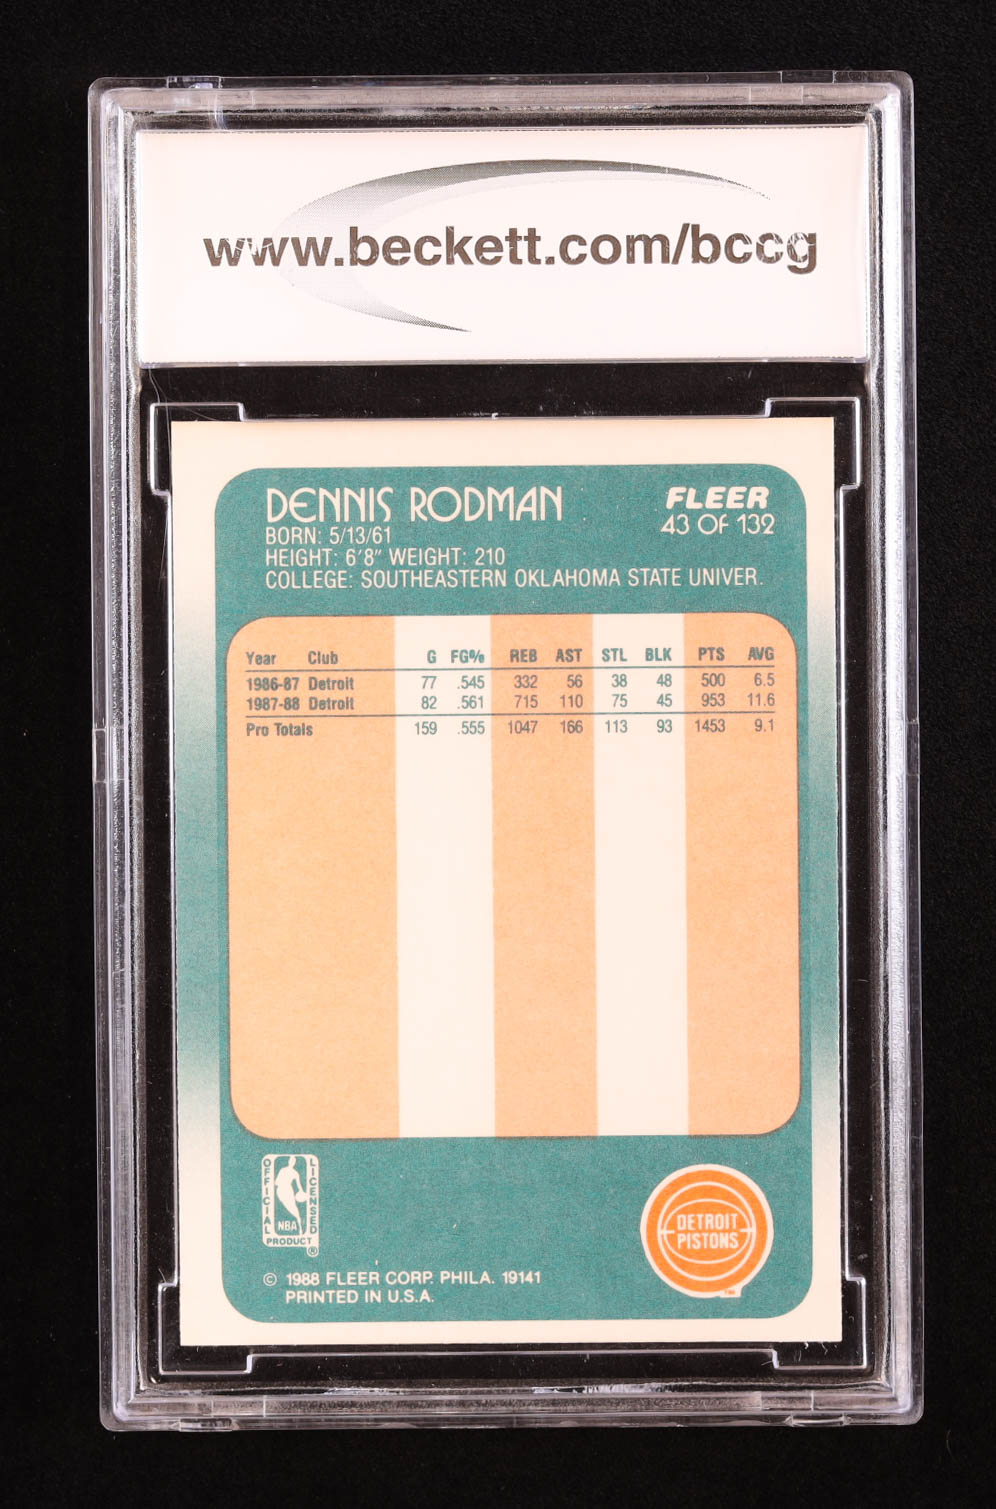 www.beckett.com/bccg
DENNIS RODMAN
BORN: 5/13/61
HEIGHT: 6'8" WEIGHT: 210
COLLEGE: SOUTHEASTERN OKLAHOMA STATE UNIVER.
FLEER
43 OF 132
Year Club G FG% REB AST STL BLK PTS AVG
1986-87 Detroit 77 .545 332 56 38 48 500 6.5
1987-88 Detroit 82 .561 715 110 75 45 953 11.6
Pro Totals 159 .555 1047 166 113 93 1453 9.1
OFFICIAL
LICENSED
NBA
PRODUCT
®
DETROIT
PISTONS
TM
© 1988 FLEER CORP. PHILA. 19141
PRINTED IN U.S.A.